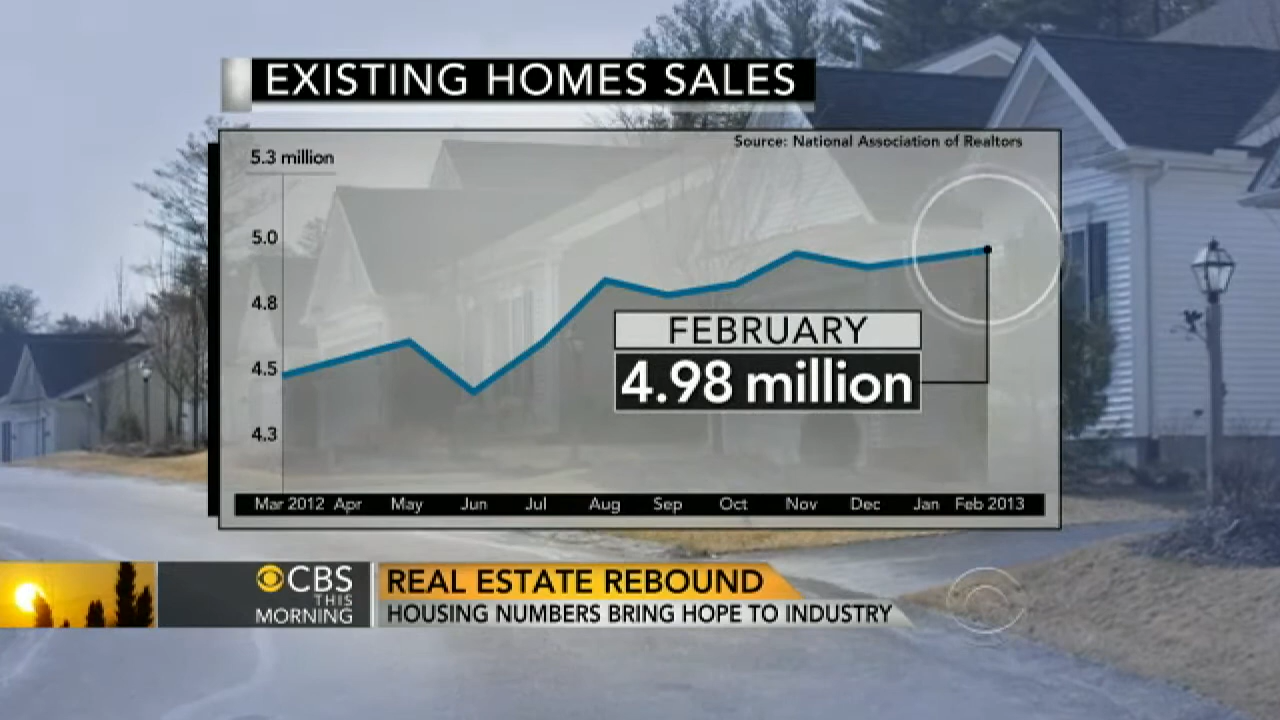 EXISTING HOMES SALES
Source: National Association of Realtors
5.3 million
5.0
4.8
4.5
4.3
FEBRUARY
4.98 million
Mar 2012 Apr May Jun Jul Aug Sep Oct Nov Dec Jan Feb 2013
CBS
THIS
MORNING
REAL ESTATE REBOUND
HOUSING NUMBERS BRING HOPE TO INDUSTRY